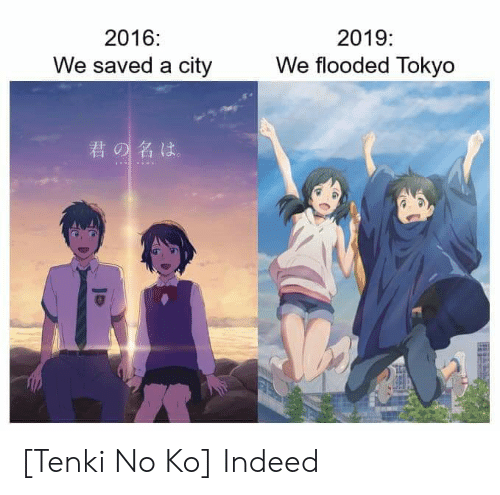 2016:
We saved a city
2019:
We flooded Tokyo
君の名は.
[Tenki No Ko] Indeed